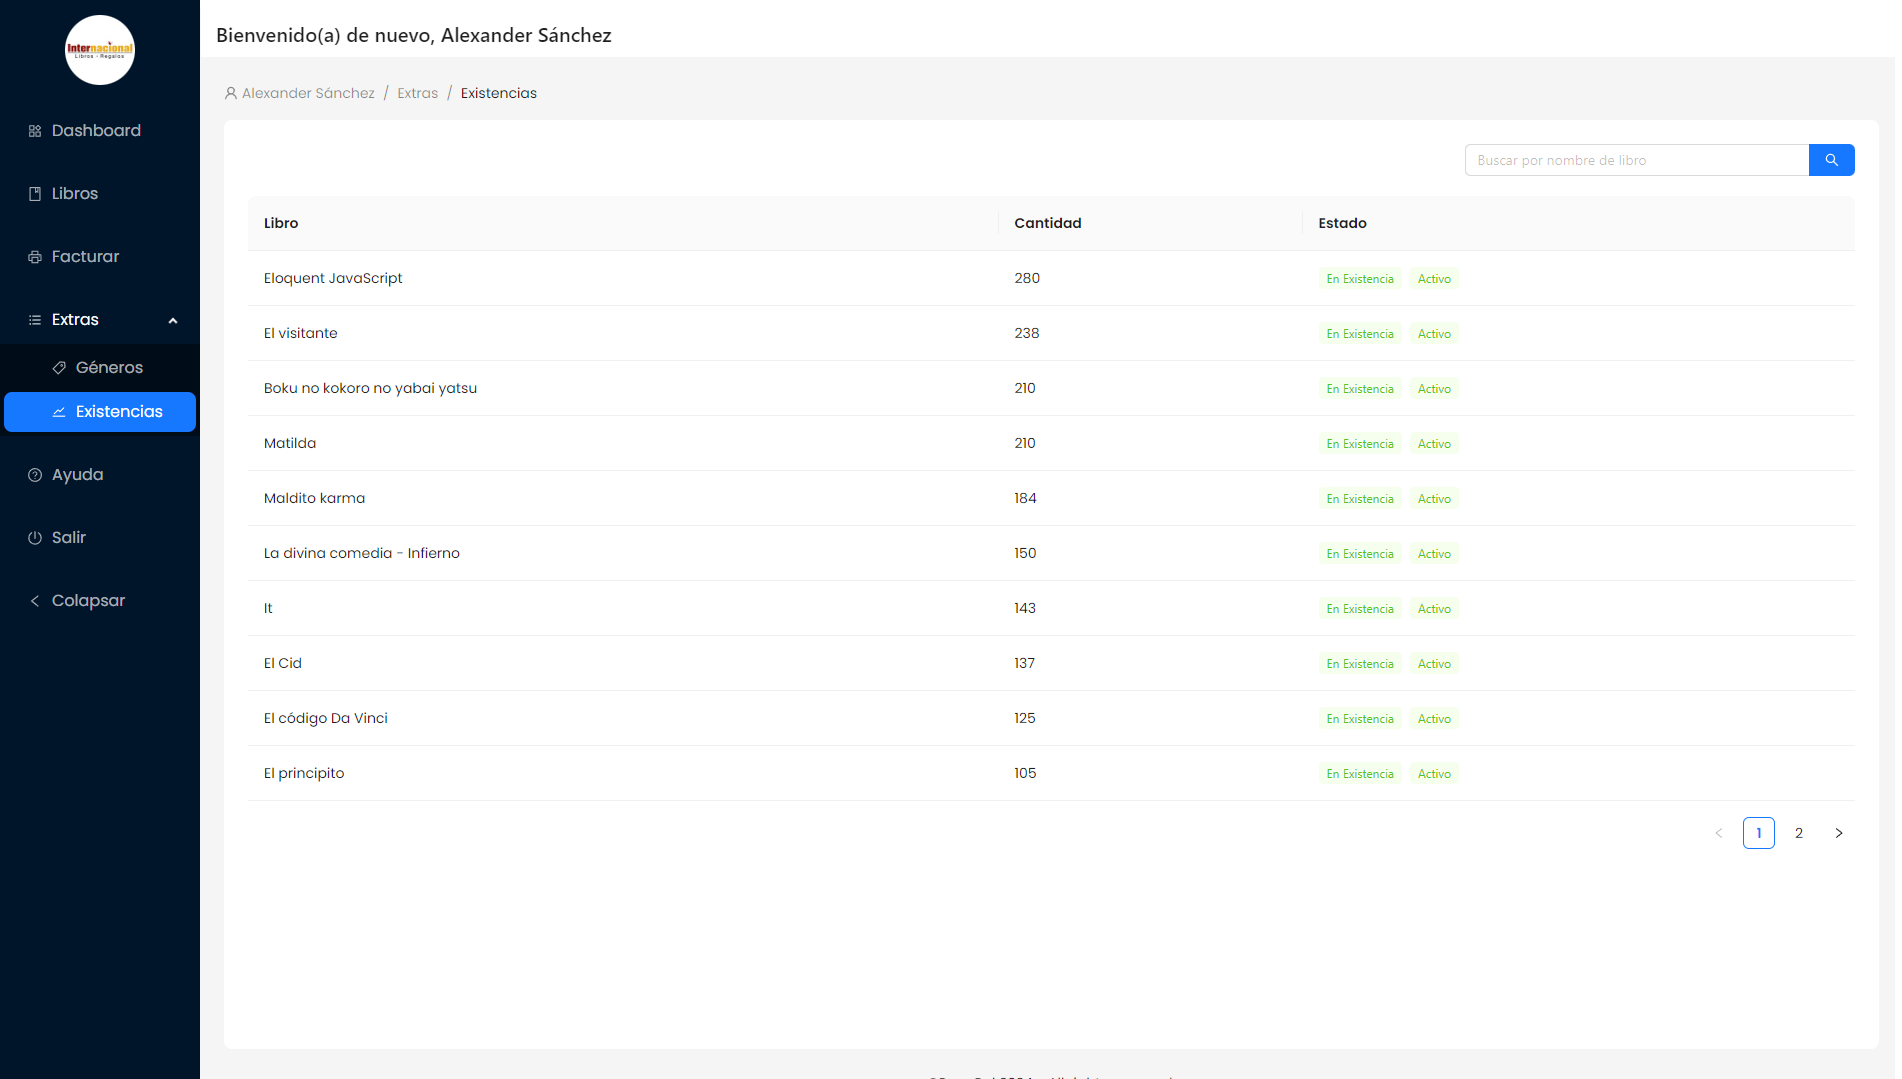 Internacional
Libros - Regalos
Bienvenido(a) de nuevo, Alexander Sánchez
Dashboard
Libros
Facturar
Extras
Géneros
Existencias
Ayuda
Salir
Colapsar
Alexander Sánchez / Extras / Existencias
Buscar por nombre de libro
Libro Cantidad Estado
Eloquent JavaScript 280 En Existencia Activo
El visitante 238 En Existencia Activo
Boku no kokoro no yabai yatsu 210 En Existencia Activo
Matilda 210 En Existencia Activo
Maldito karma 184 En Existencia Activo
La divina comedia - Infierno 150 En Existencia Activo
It 143 En Existencia Activo
El Cid 137 En Existencia Activo
El código Da Vinci 125 En Existencia Activo
El principito 105 En Existencia Activo
< 1 2 >